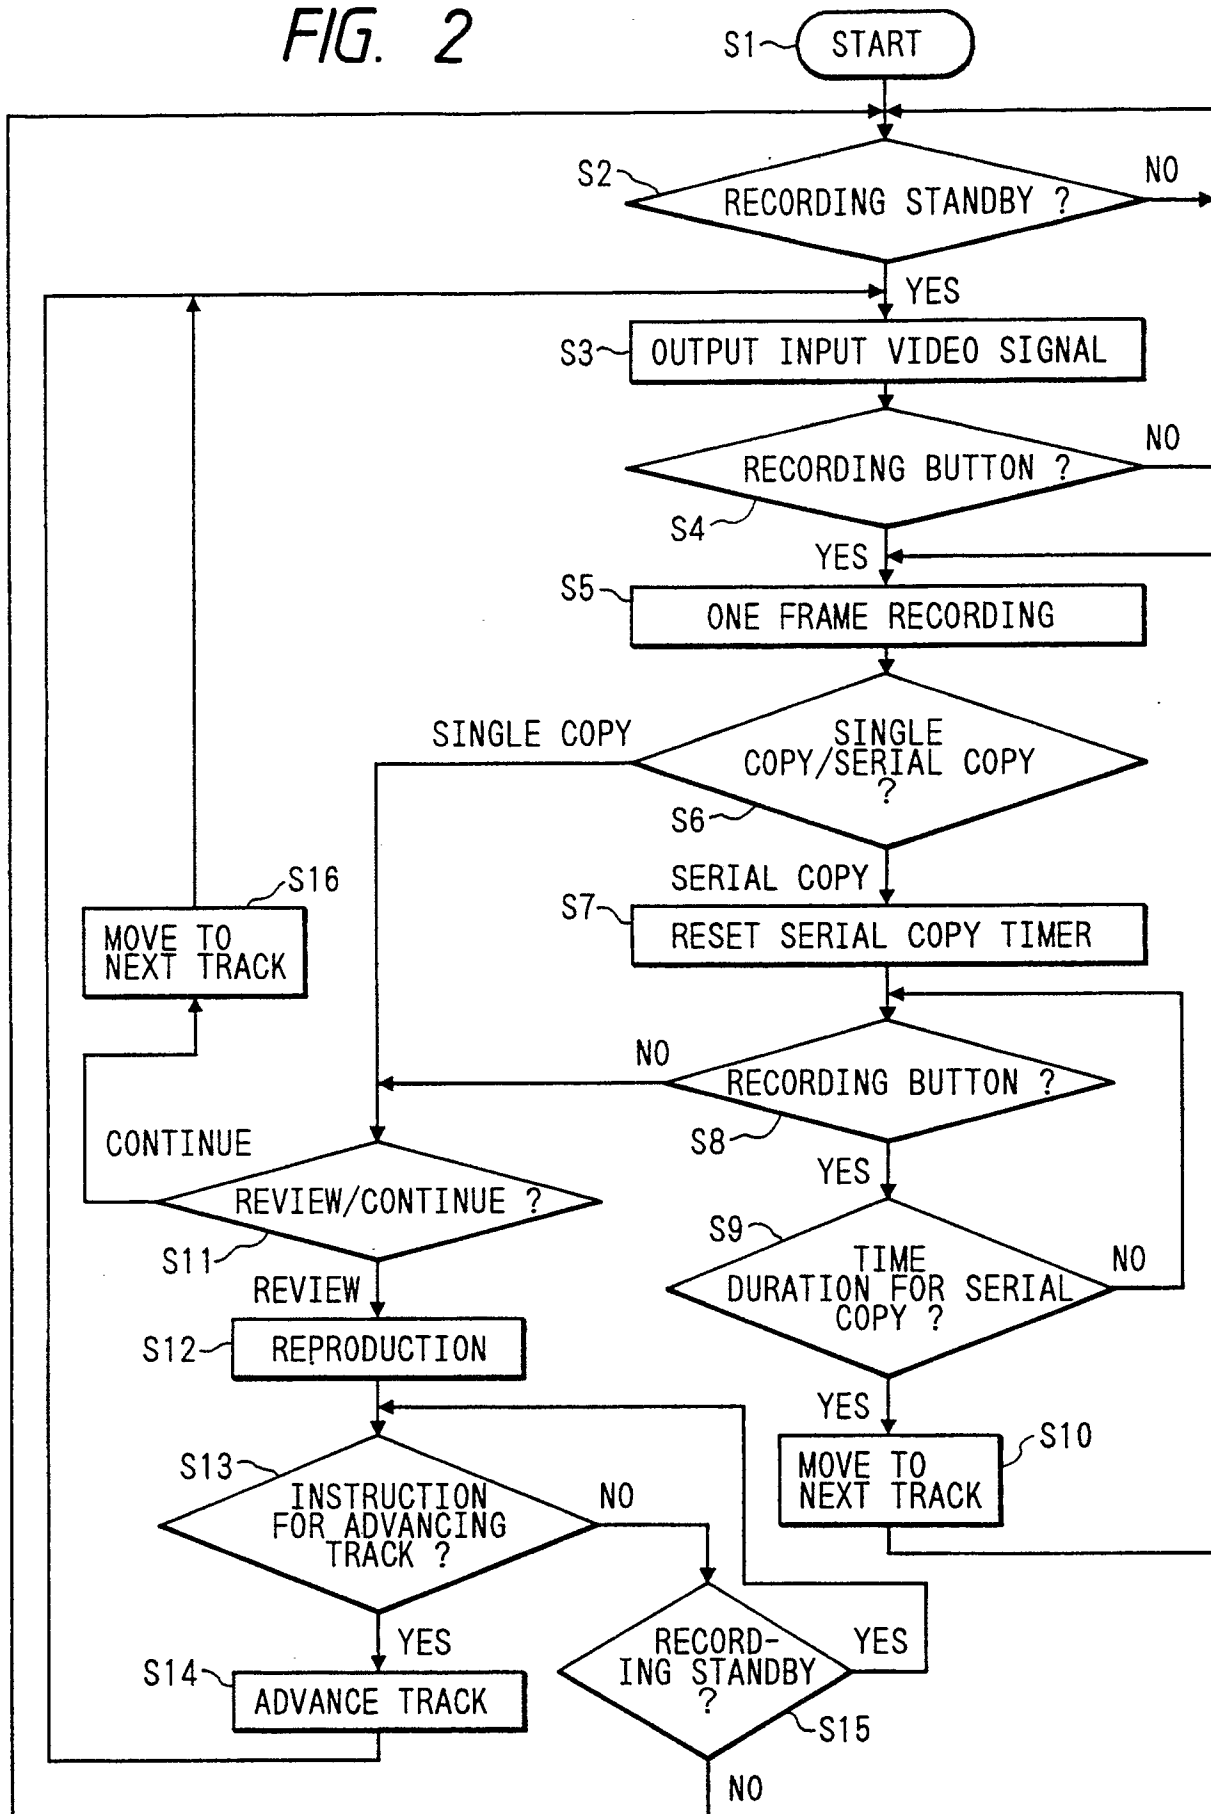 FIG. 2
S1
START
S2
RECORDING STANDBY ?
NO
YES
S3
OUTPUT INPUT VIDEO SIGNAL
S4
RECORDING BUTTON ?
NO
YES
S5
ONE FRAME RECORDING
SINGLE COPY
SINGLE
COPY/SERIAL COPY
?
S6
SERIAL COPY
S7
RESET SERIAL COPY TIMER
S16
MOVE TO
NEXT TRACK
NO
RECORDING BUTTON ?
S8
YES
CONTINUE
REVIEW/CONTINUE ?
S11
S9
TIME
DURATION FOR SERIAL
COPY ?
NO
REVIEW
S12
REPRODUCTION
YES
S10
MOVE TO
NEXT TRACK
S13
INSTRUCTION
FOR ADVANCING
TRACK ?
NO
YES
S14
ADVANCE TRACK
RECORD-
ING STANDBY
?
YES
S15
NO